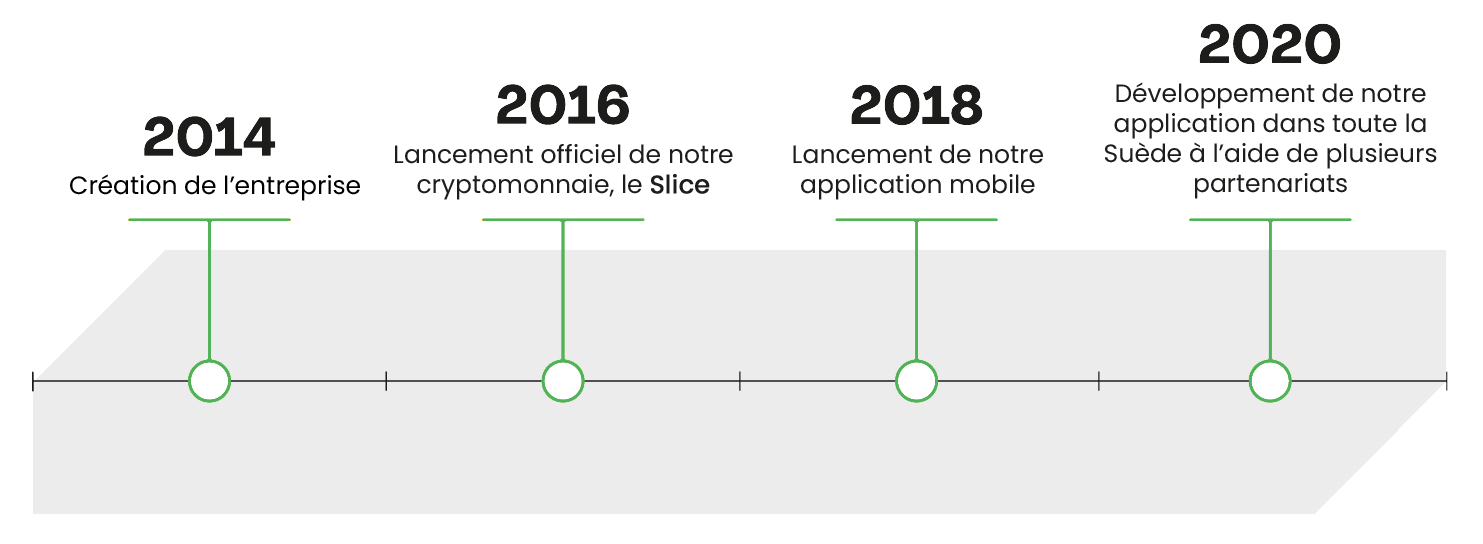 2014
Création de l’entreprise
2016
Lancement officiel de notre
cryptomonnaie, le Slice
2018
Lancement de notre
application mobile
2020
Développement de notre
application dans toute la
Suède à l’aide de plusieurs
partenariats